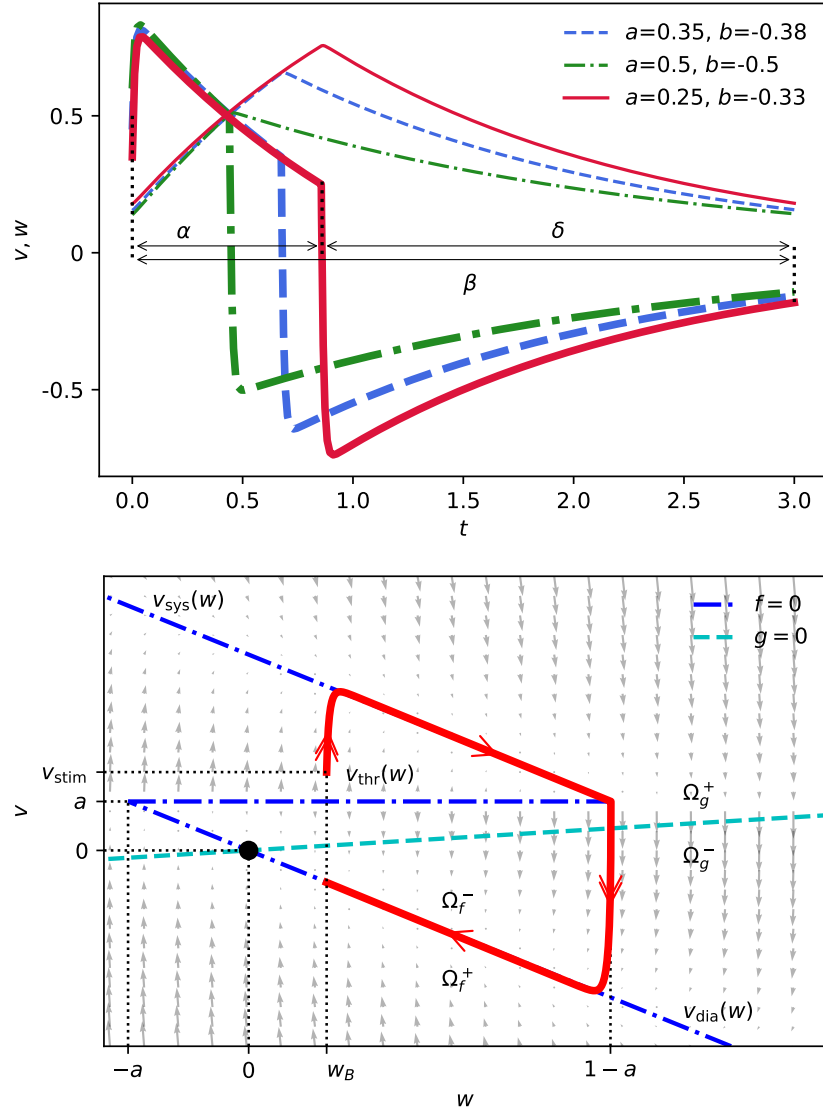 a=0.35, b=-0.38
a=0.5, b=-0.5
a=0.25, b=-0.33
0.5
0
-0.5
v, w
α
δ
β
0.0 0.5 1.0 1.5 2.0 2.5 3.0
t
v_sys(w)
f = 0
g = 0
v_stim
v_thr(w)
a
Ω_g^+
0
Ω_g^-
v
Ω_f^-
Ω_f^+
v_dia(w)
−a 0 w_B 1 − a
w